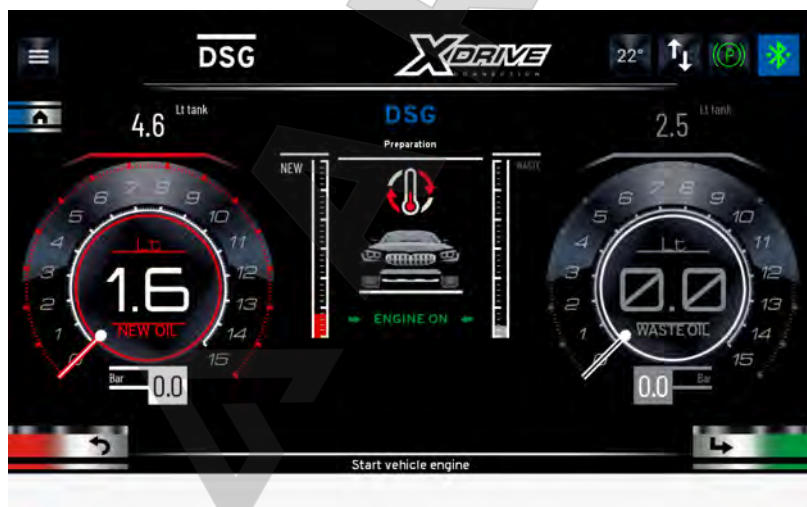 DSG
XDRIVE
CONNECTION
22°
(P)
4.6 Lt tank
DSG
2.5 Lt tank
Preparation
NEW
WASTE
0 1 2 3 4 5 6 7 8 9 10 11 12 13 14 15
Lt
1.6
NEW OIL
Bar 0.0
ENGINE ON
0 1 2 3 4 5 6 7 8 9 10 11 12 13 14 15
Lt
0.0
WASTE OIL
0.0 Bar
Start vehicle engine